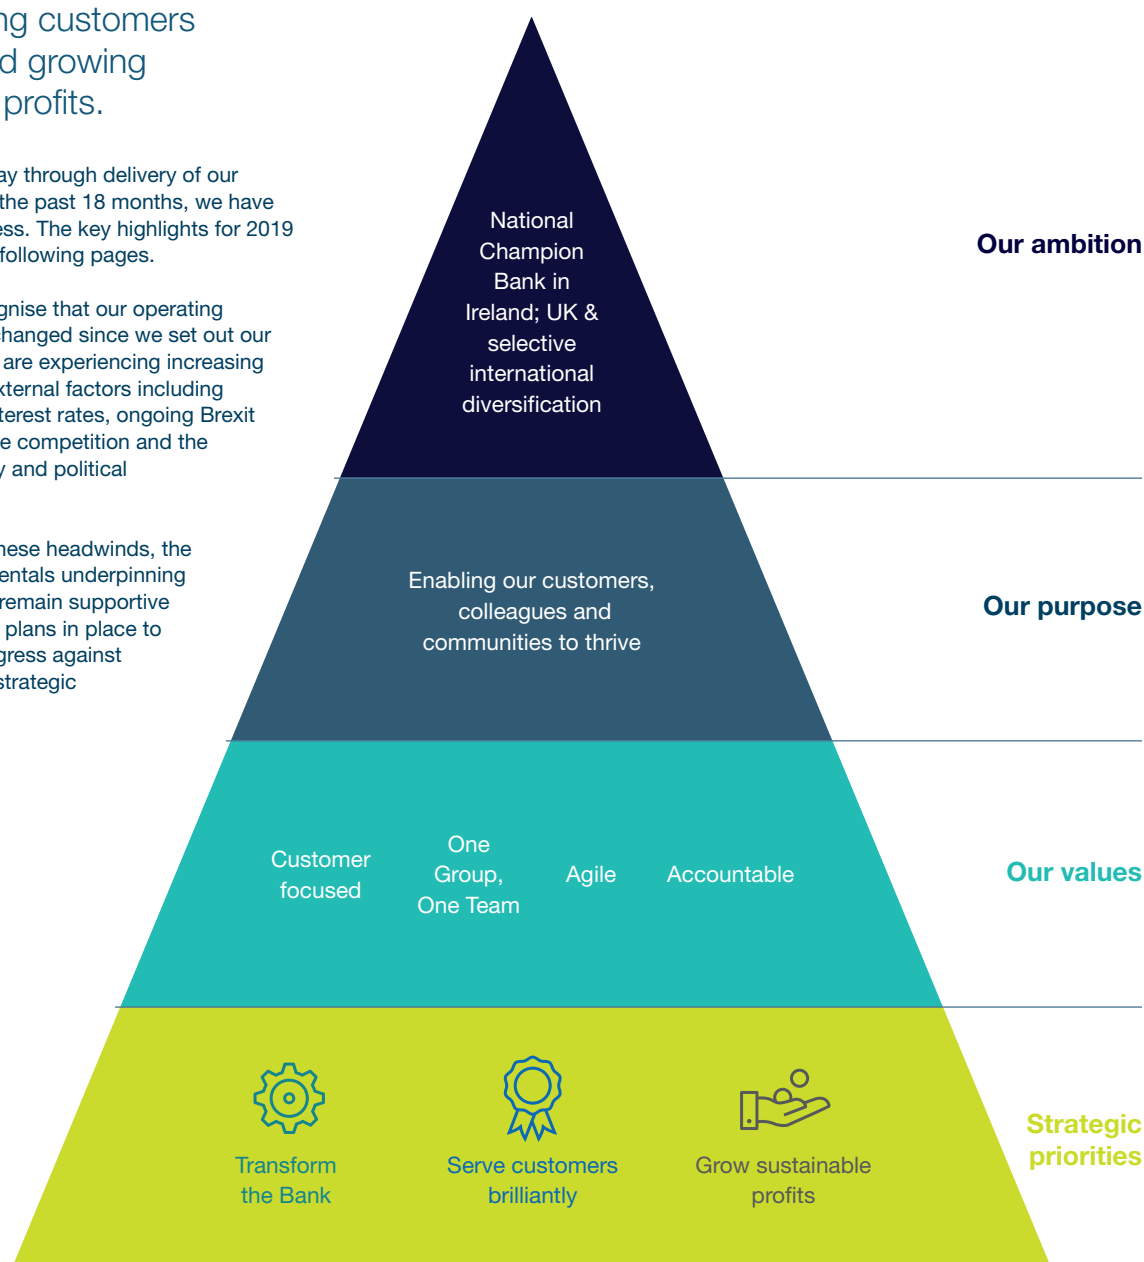 ng customers
d growing
profits.
ay through delivery of our
the past 18 months, we have
ess. The key highlights for 2019
following pages.
gnise that our operating
changed since we set out our
are experiencing increasing
xternal factors including
terest rates, ongoing Brexit
e competition and the
y and political
hese headwinds, the
entals underpinning
remain supportive
plans in place to
gress against
strategic
National
Champion
Bank in
Ireland; UK &
selective
international
diversification
Our ambition
Enabling our customers,
colleagues and
communities to thrive
Our purpose
Customer
focused
One
Group,
One Team
Agile
Accountable
Our values
Transform
the Bank
Serve customers
brilliantly
Grow sustainable
profits
Strategic
priorities